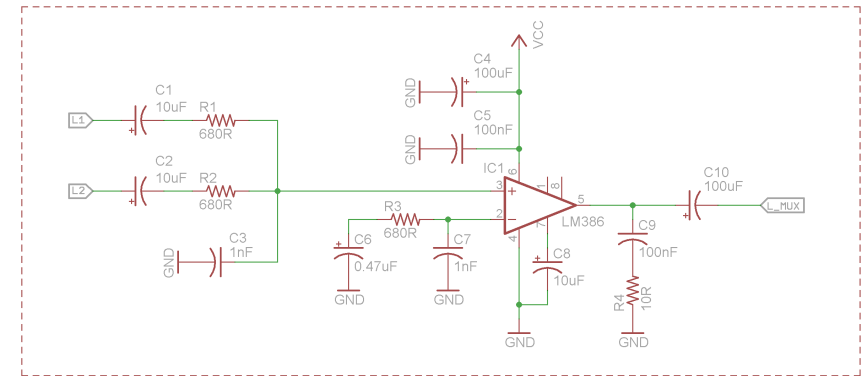 VCC
C4
100uF
GND
C1
10uF
R1
680R
L1
C5
100nF
GND
C2
10uF
R2
680R
L2
IC1
6
3
1
8
5
2
4
7
LM386
C10
100uF
L_MUX
R3
680R
C3
1nF
GND
C6
0.47uF
GND
C7
1nF
GND
C8
10uF
GND
C9
100nF
R4
10R
GND